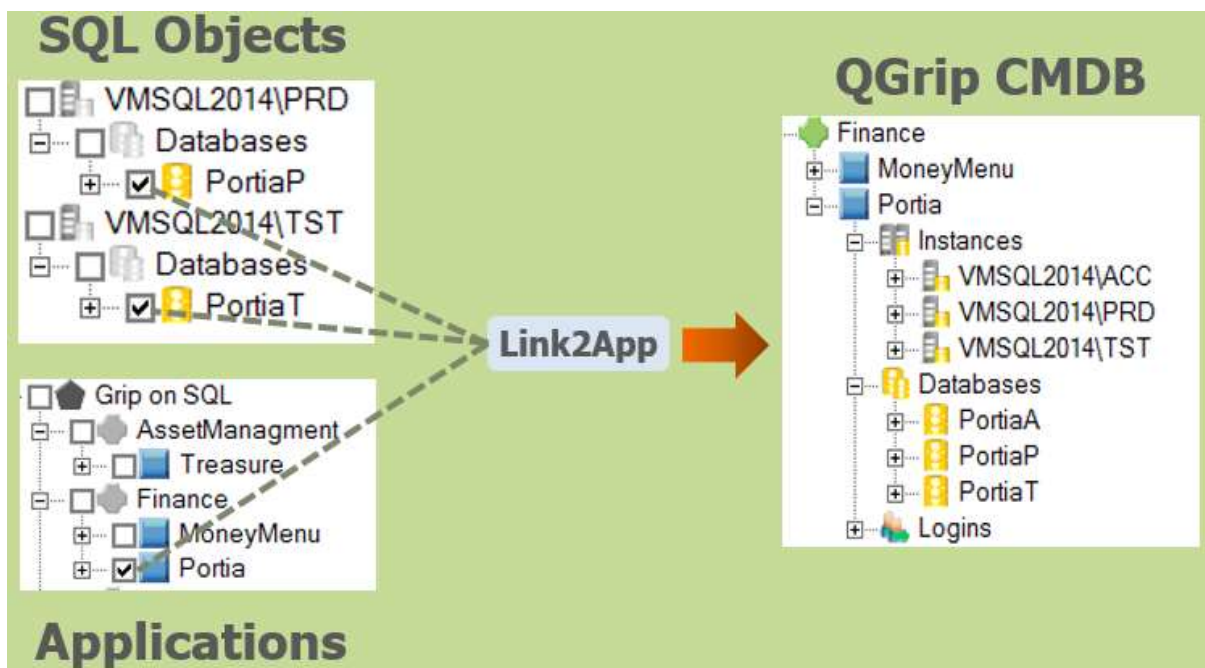 SQL Objects
VMSQL2014\PRD
Databases
PortiaP
VMSQL2014\TST
Databases
PortiaT
Grip on SQL
AssetManagment
Treasure
Finance
MoneyMenu
Portia
Applications
Link2App
QGrip CMDB
Finance
MoneyMenu
Portia
Instances
VMSQL2014\ACC
VMSQL2014\PRD
VMSQL2014\TST
Databases
PortiaA
PortiaP
PortiaT
Logins